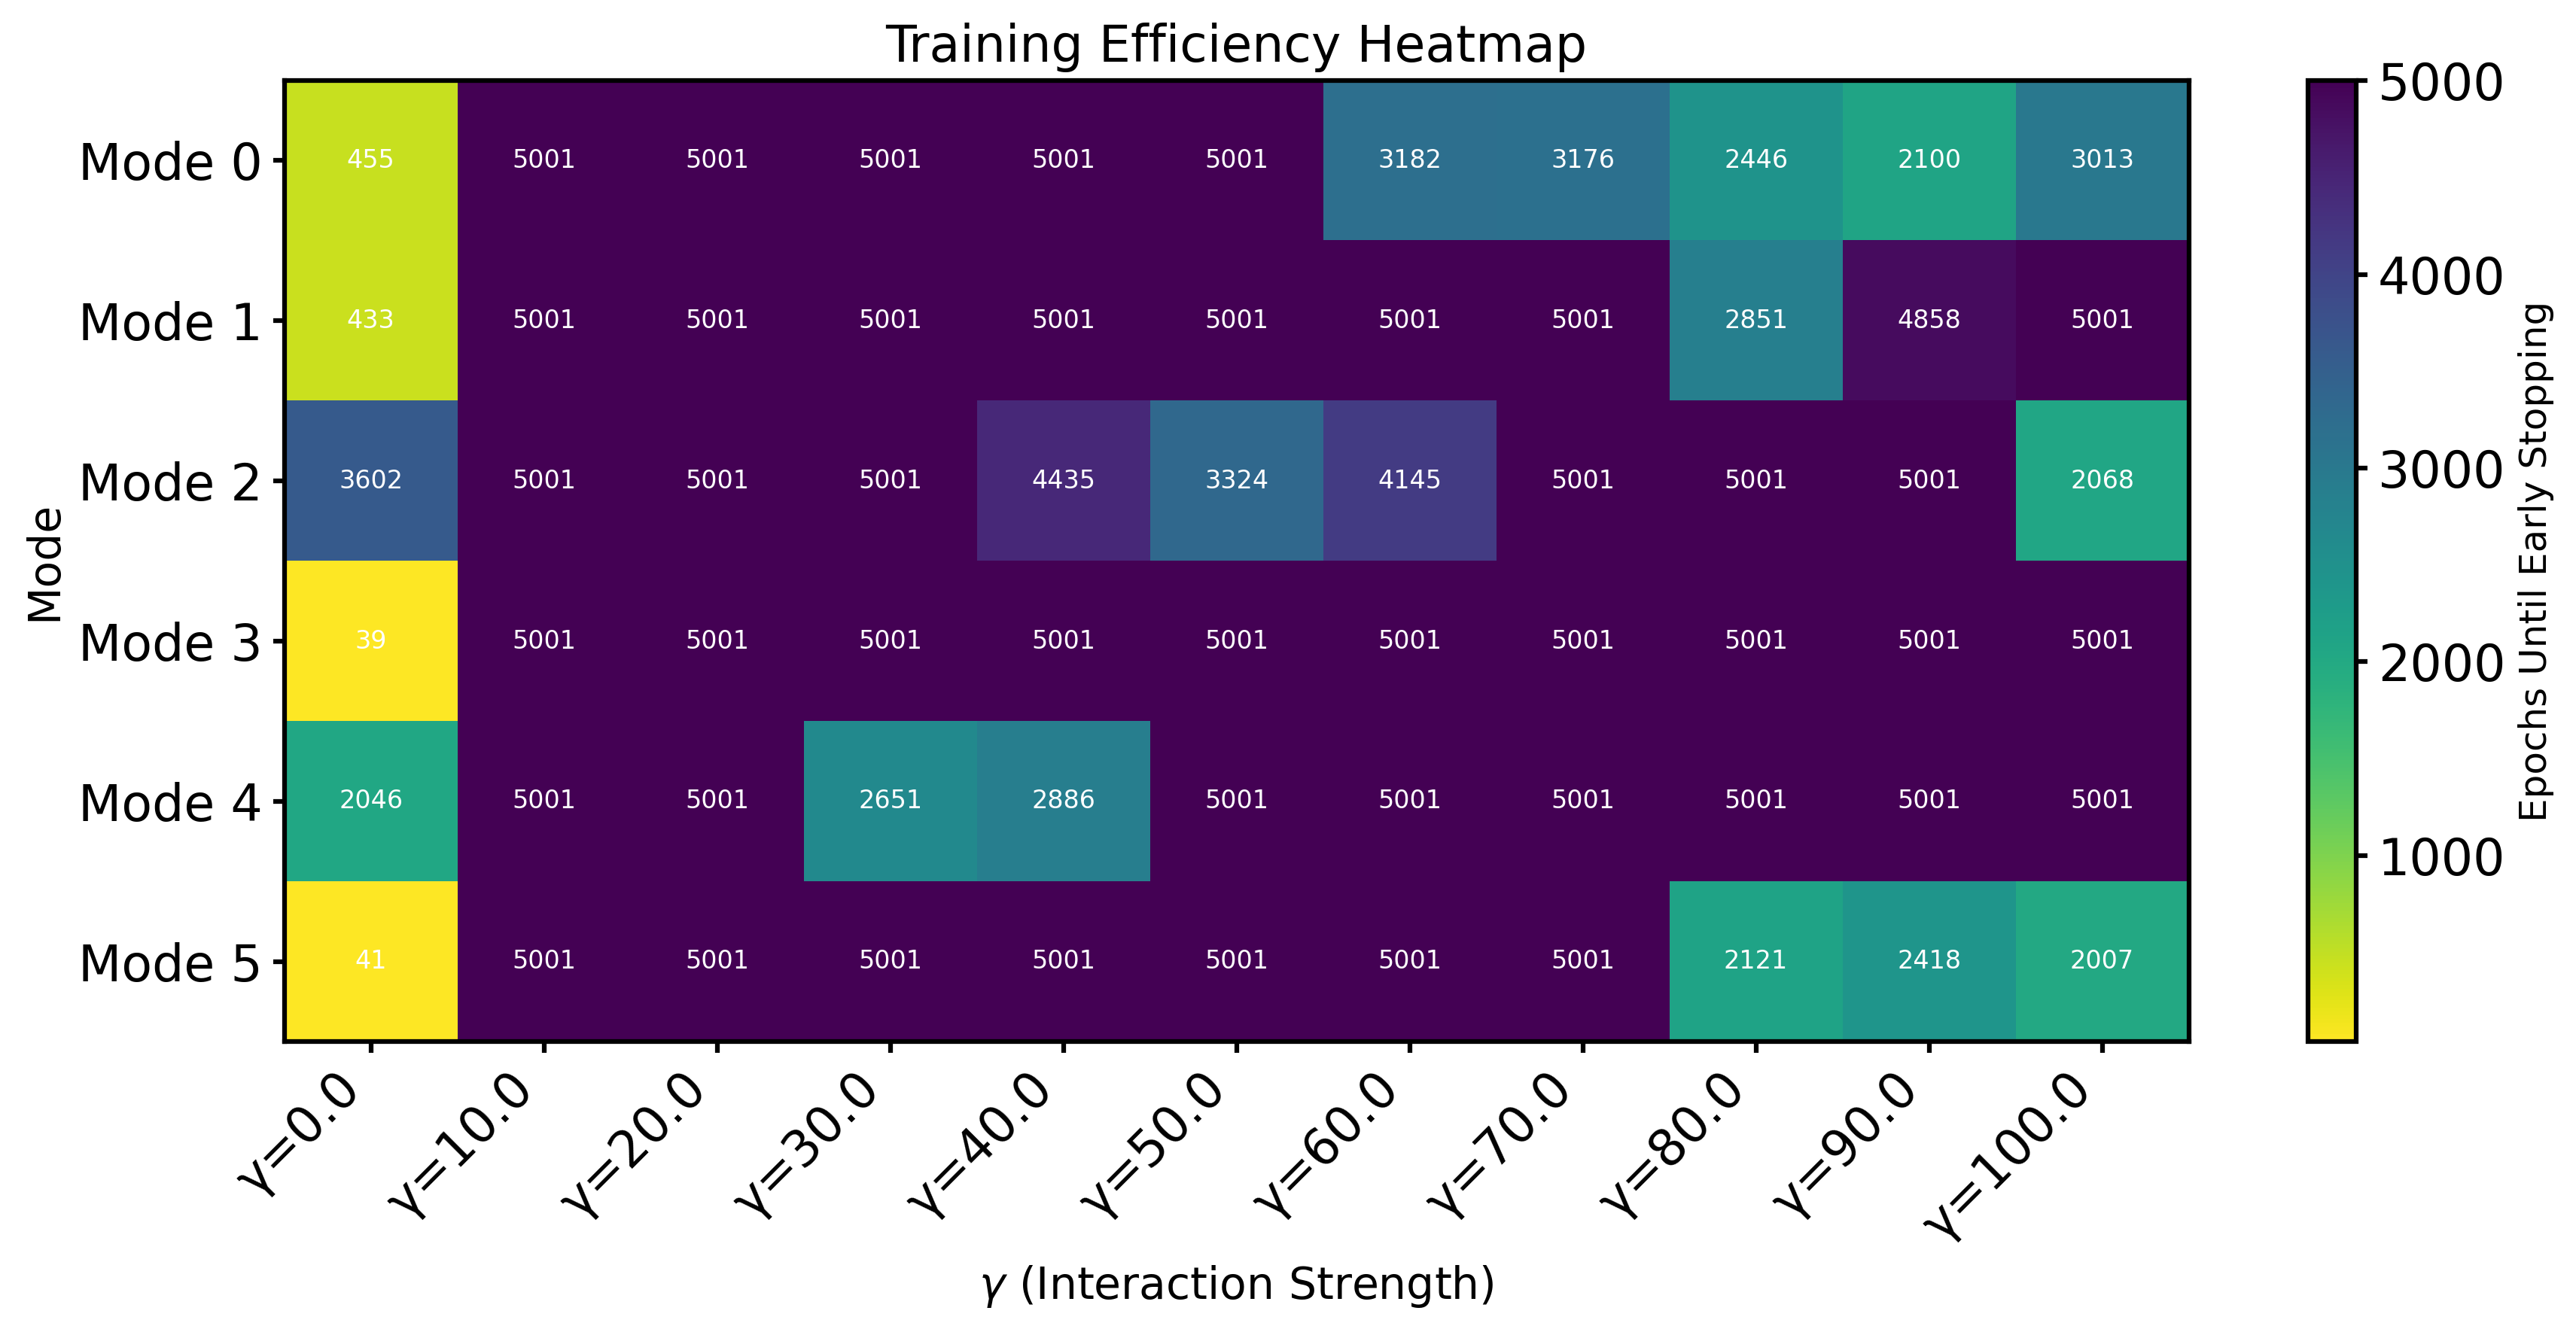 Training Efficiency Heatmap
Mode 0 455 5001 5001 5001 5001 5001 3182 3176 2446 2100 3013
Mode 1 433 5001 5001 5001 5001 5001 5001 5001 2851 4858 5001
Mode 2 3602 5001 5001 5001 4435 3324 4145 5001 5001 5001 2068
Mode 3 39 5001 5001 5001 5001 5001 5001 5001 5001 5001 5001
Mode 4 2046 5001 5001 2651 2886 5001 5001 5001 5001 5001 5001
Mode 5 41 5001 5001 5001 5001 5001 5001 5001 2121 2418 2007
Mode
γ=0.0 γ=10.0 γ=20.0 γ=30.0 γ=40.0 γ=50.0 γ=60.0 γ=70.0 γ=80.0 γ=90.0 γ=100.0
γ (Interaction Strength)
5000
4000
3000
2000
1000
Epochs Until Early Stopping